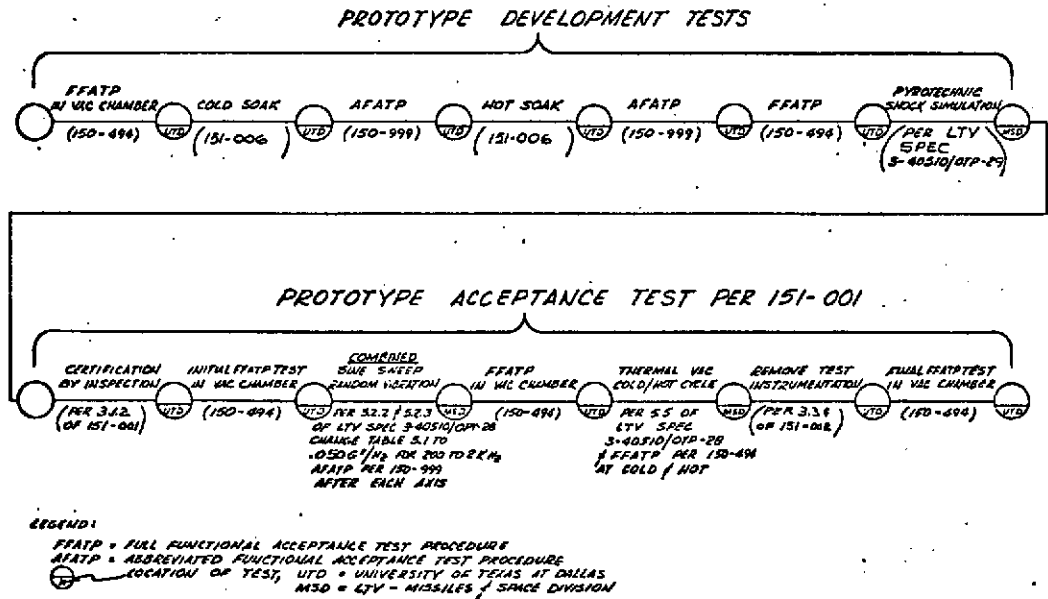 PROTOTYPE DEVELOPMENT TESTS
FFATP
IN VAC CHAMBER
(150-494)
UTD
COLD SOAK
(151-006)
UTD
AFATP
(150-999)
UTD
HOT SOAK
(151-006)
UTD
AFATP
(150-999)
UTD
FFATP
(150-494)
UTD
PYROTECHNIC
SHOCK SIMULATION
(PER LTV
SPEC
3-40510/OTP-29)
MSD
PROTOTYPE ACCEPTANCE TEST PER 151-001
CERTIFICATION
BY INSPECTION
(PER 3.1.2
OF 151-001)
UTD
INITIAL FFATP TEST
IN VAC CHAMBER
(150-494)
UTD
COMBINED
SINE SWEEP
RANDOM VIBRATION
PER 5.2.2 & 5.2.3
OF LTV SPEC 3-40510/OPT-28
CHANGE TABLE 5.1 TO
.050G²/Hz FOR 200 TO 2KHz
AFATP PER 150-999
AFTER EACH AXIS
MSD
FFATP
IN VAC CHAMBER
(150-494)
UTD
THERMAL VAC
COLD/HOT CYCLE
PER 5.5 OF
LTV SPEC
3-40510/OTP-28
& FFATP PER 150-494
AT COLD & HOT
MSD
REMOVE TEST
INSTRUMENTATION
(PER 3.3.
OF 151-
UTD
FINAL FFATP TEST
IN VAC CHAMBER
(150-494)
UTD
LEGEND:
FFATP = FULL FUNCTIONAL ACCEPTANCE TEST PROCEDURE
AFATP = ABBREVIATED FUNCTIONAL ACCEPTANCE TEST PROCEDURE
LOCATION OF TEST, UTD = UNIVERSITY OF TEXAS AT DALLAS
MSD = LTV - MISSILES & SPACE DIVISION